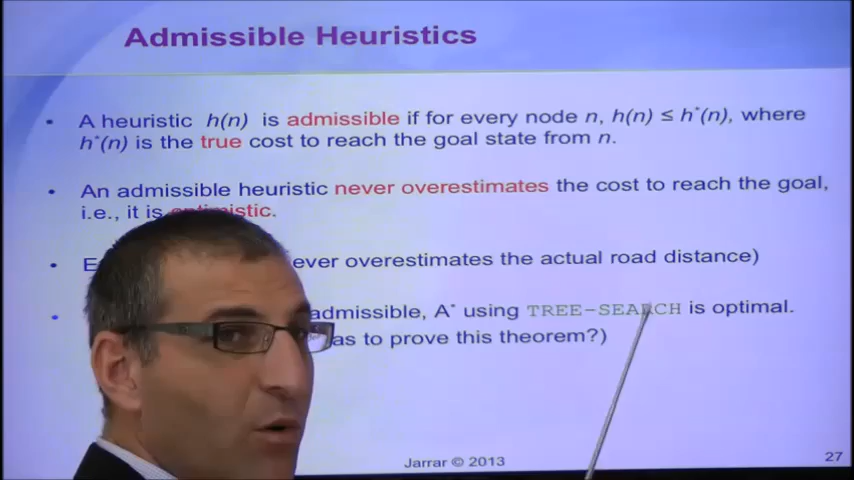 Admissible Heuristics
• A heuristic h(n) is admissible if for every node n, h(n) ≤ h*(n), where
h*(n) is the true cost to reach the goal state from n.
• An admissible heuristic never overestimates the cost to reach the goal,
i.e., it is optimistic.
• ever overestimates the actual road distance)
• admissible, A* using TREE-SEARCH is optimal.
as to prove this theorem?)
Jarrar © 2013
27